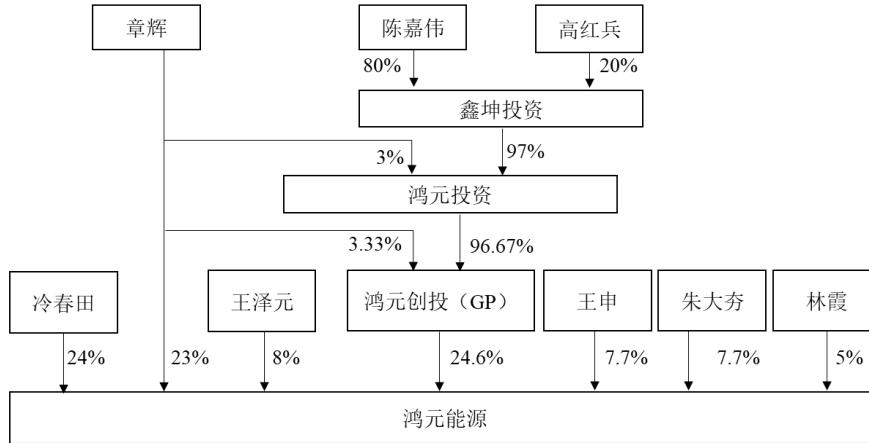 章辉
陈嘉伟
高红兵
80%
20%
鑫坤投资
3%
97%
鸿元投资
3.33%
96.67%
冷春田
王泽元
鸿元创投（GP）
王申
朱大夯
林霞
24%
23%
8%
24.6%
7.7%
7.7%
5%
鸿元能源